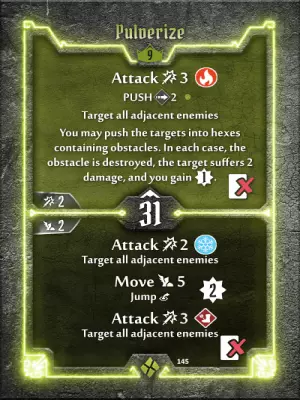 Pulverize
9
Attack 3
PUSH 2
Target all adjacent enemies
You may push the targets into hexes
containing obstacles. In each case, the
obstacle is destroyed, the target suffers 2
damage, and you gain 1
2
31
2
Attack 2
Target all adjacent enemies
Move 5
Jump
2
Attack 3
Target all adjacent enemies
145